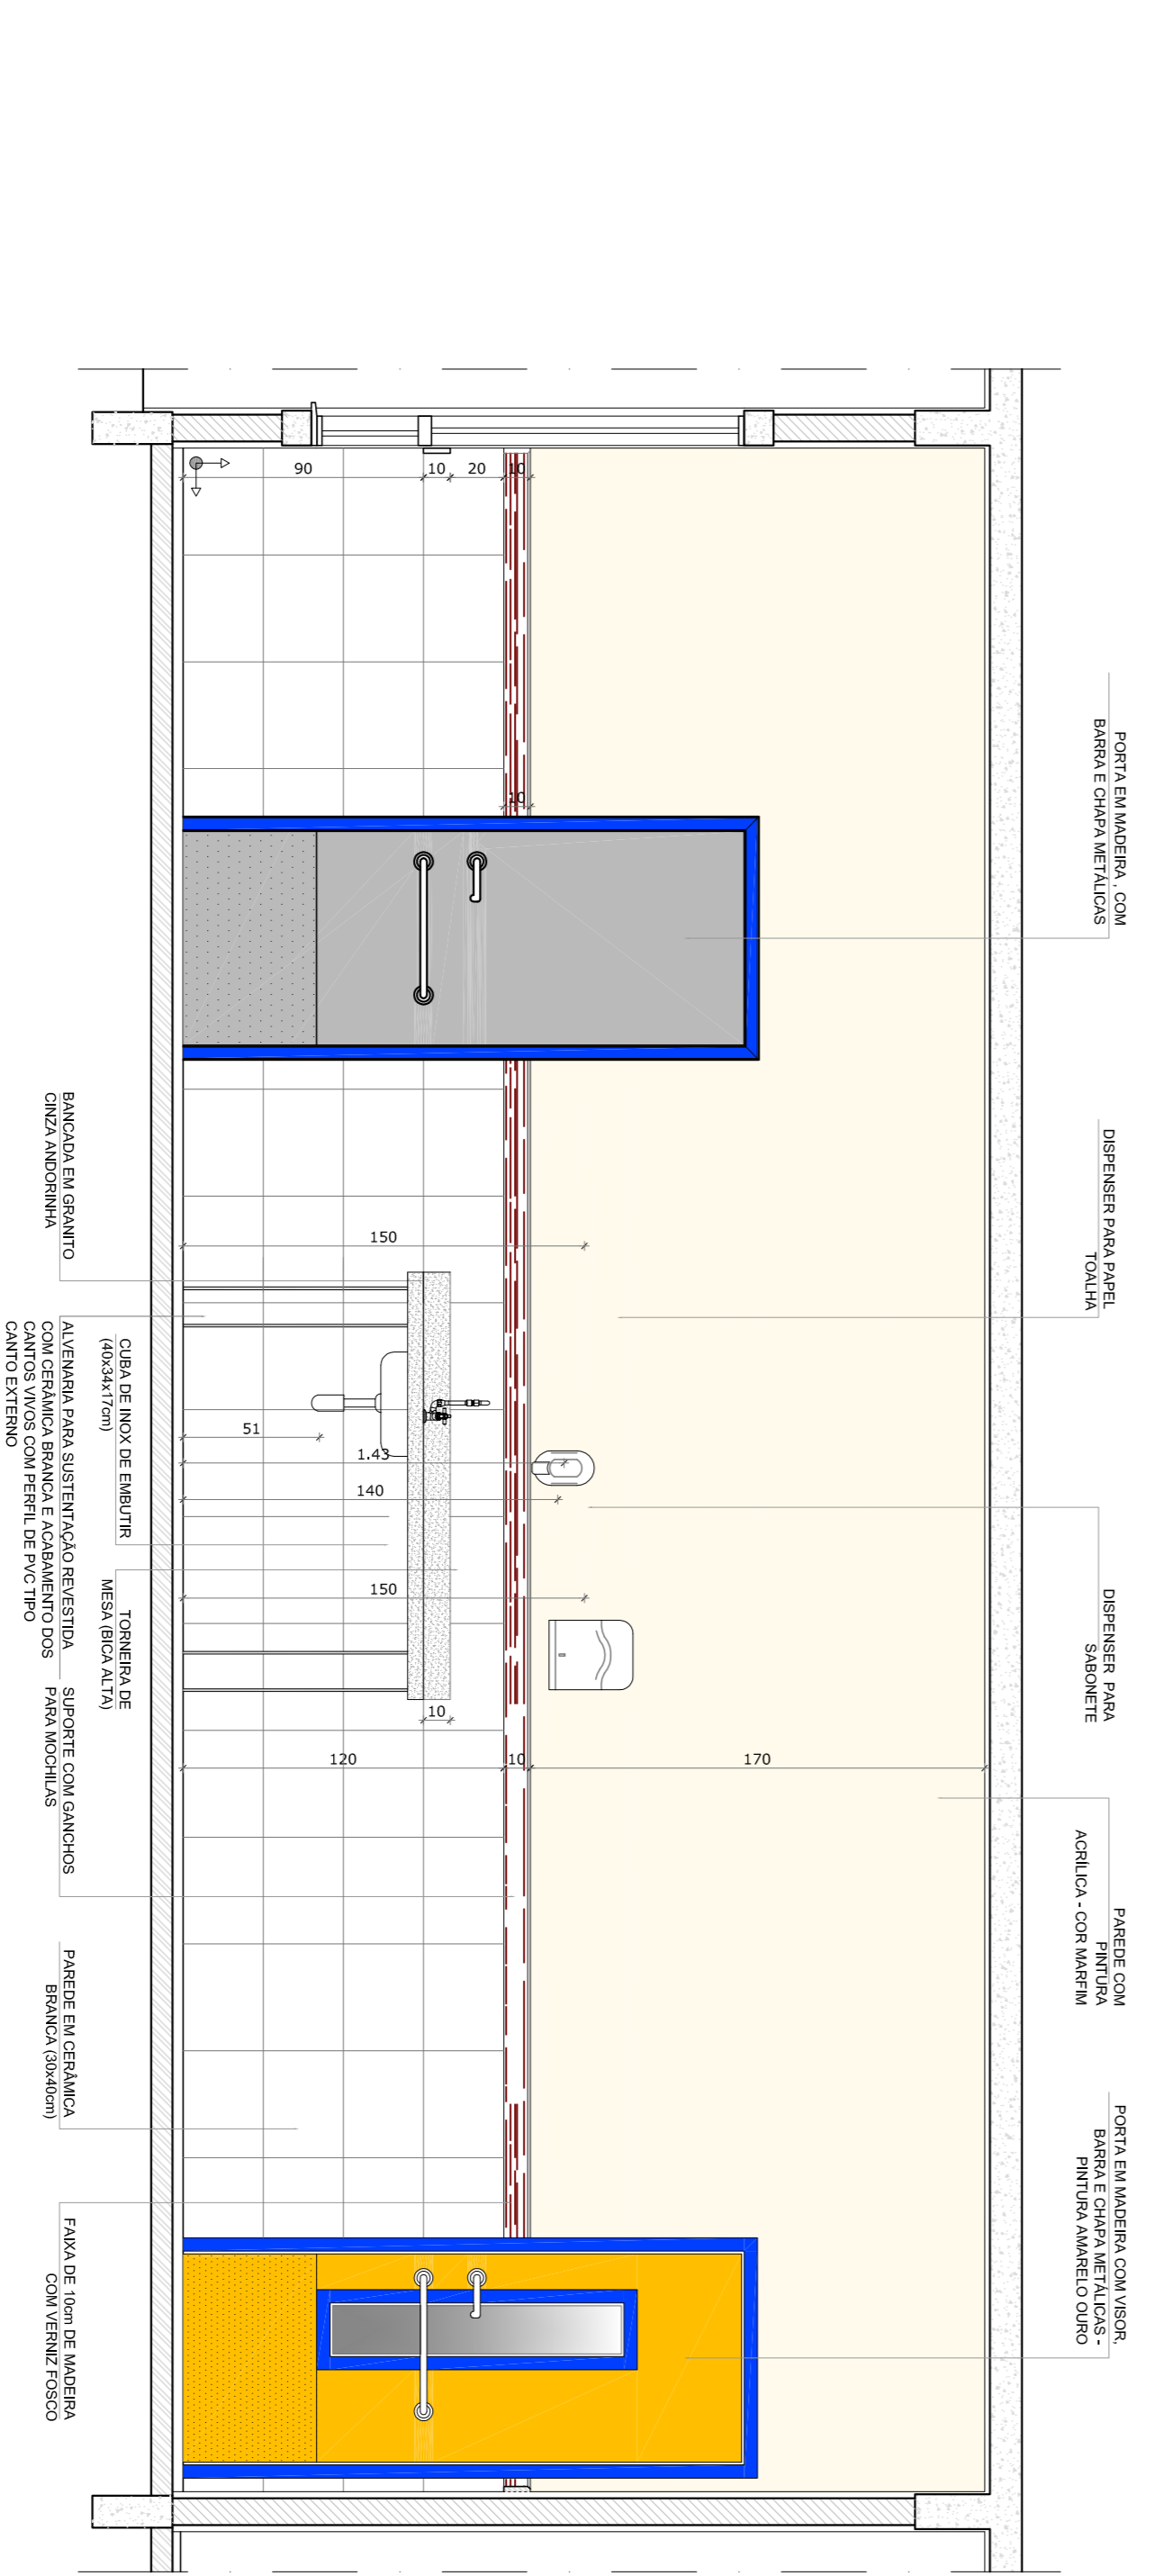 PORTA EM MADEIRA , COM
BARRA E CHAPA METÁLICAS
DISPENSER PARA PAPEL
TOALHA
DISPENSER PARA
SABONETE
PAREDE COM
PINTURA
ACRÍLICA - COR MARFIM
PORTA EM MADEIRA COM VISOR,
BARRA E CHAPA METÁLICAS -
PINTURA AMARELO OURO
90
10
20
10
10
150
51
1.43
140
150
10
120
10
170
BANCADA EM GRANITO
CINZA ANDORINHA
CUBA DE INOX DE EMBUTIR
(40x34x17cm)
ALVENARIA PARA SUSTENTAÇÃO REVESTIDA
COM CERÂMICA BRANCA E ACABAMENTO DOS
CANTOS VIVOS COM PERFIL DE PVC TIPO
CANTO EXTERNO
TORNEIRA DE
MESA (BICA ALTA)
SUPORTE COM GANCHOS
PARA MOCHILAS
PAREDE EM CERÂMICA
BRANCA (30x40cm)
FAIXA DE 10cm DE MADEIRA
COM VERNIZ FOSCO